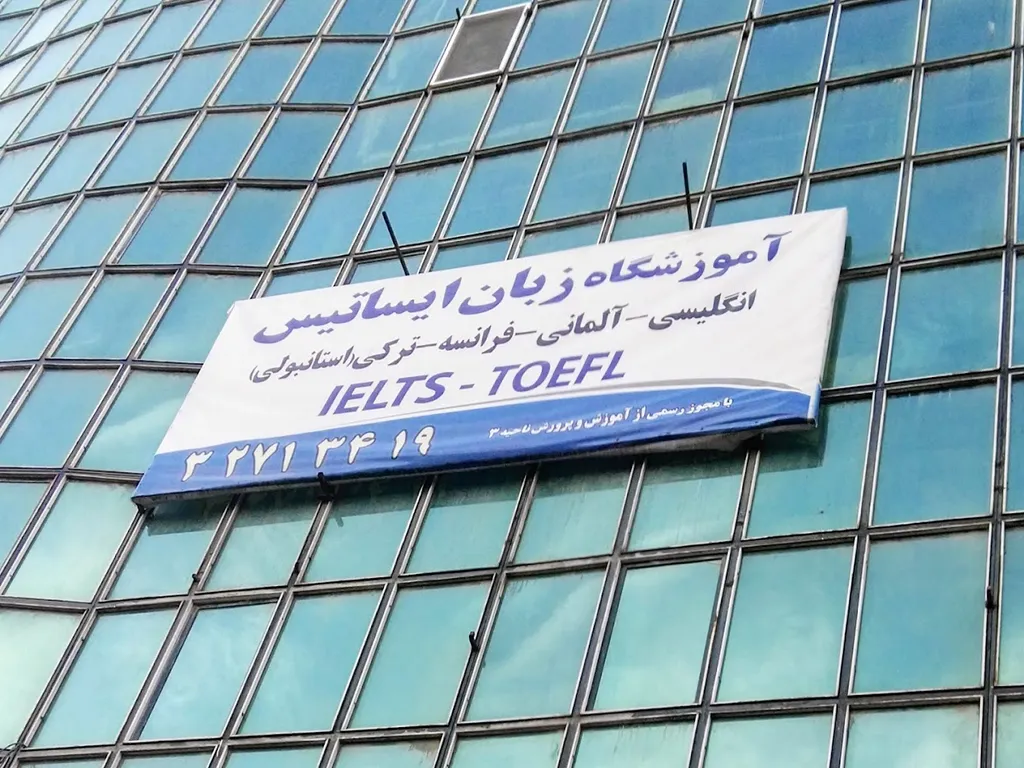 آموزشگاه زبان ایساتیس
انگلیسی - آلمانی - فرانسه - ترکی (استانبولی)
IELTS - TOEFL
با مجوز رسمی از آموزش و پرورش ناحیه ۳
۳ ۲۷۱ ۳۴ ۱۹